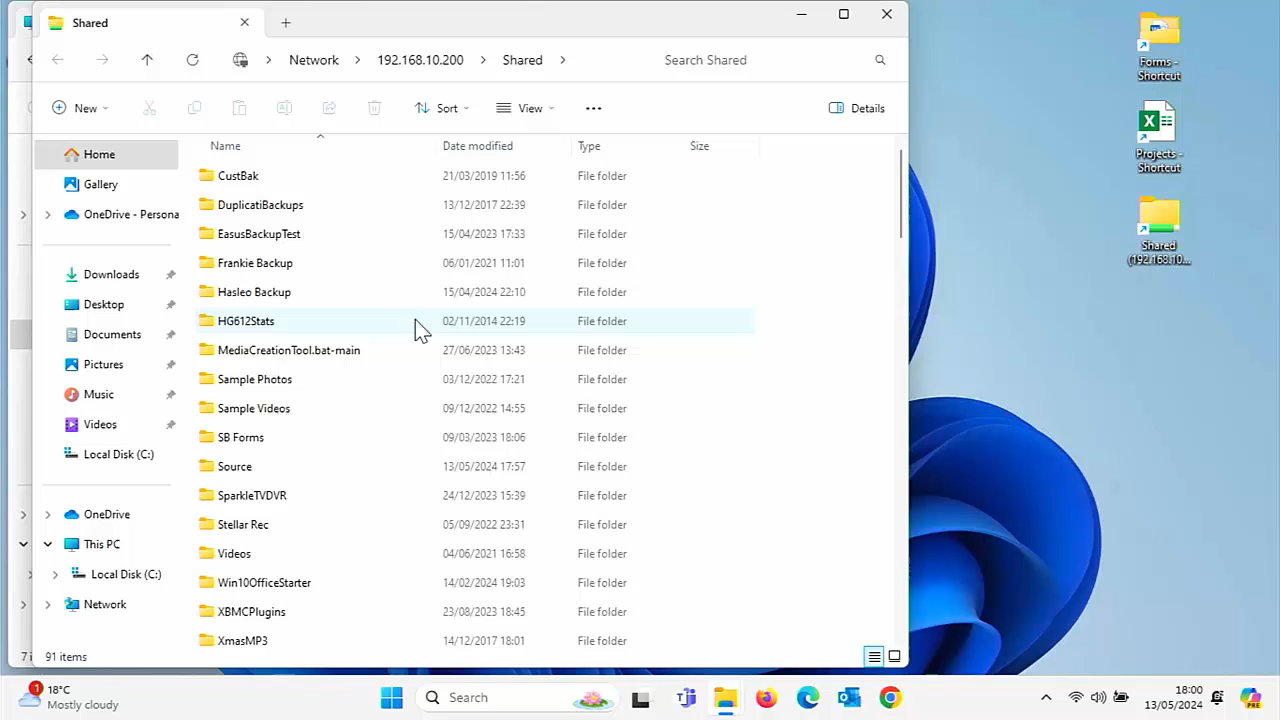 Shared
Network > 192.168.10.200 > Shared >
Search Shared
New
Sort
View
Details
Name Date modified Type Size
Home
Gallery
OneDrive - Persona
Downloads
Desktop
Documents
Pictures
Music
Videos
Local Disk (C:)
OneDrive
This PC
Local Disk (C:)
Network
CustBak 21/03/2019 11:56 File folder
DuplicatiBackups 13/12/2017 22:39 File folder
EasusBackupTest 15/04/2023 17:33 File folder
Frankie Backup 06/01/2021 11:01 File folder
Hasleo Backup 15/04/2024 22:10 File folder
HG612Stats 02/11/2014 22:19 File folder
MediaCreationTool.bat-main 27/06/2023 13:43 File folder
Sample Photos 03/12/2022 17:21 File folder
Sample Videos 09/12/2022 14:55 File folder
SB Forms 09/03/2023 18:06 File folder
Source 13/05/2024 17:57 File folder
SparkleTVDVR 24/12/2023 15:39 File folder
Stellar Rec 05/09/2022 23:31 File folder
Videos 04/06/2021 16:58 File folder
Win10OfficeStarter 14/02/2024 19:03 File folder
XBMCPlugins 23/08/2023 18:45 File folder
XmasMP3 14/12/2017 18:01 File folder
7 i
91 items
Forms -
Shortcut
Projects -
Shortcut
Shared
(192.168.10...
1
18°C
Mostly cloudy
Search
18:00
13/05/2024
PRE